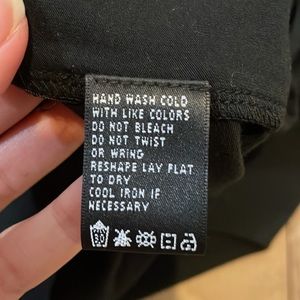 HAND WASH COLD
WITH LIKE COLORS
DO NOT BLEACH
DO NOT TWIST
OR WRING
RESHAPE LAY FLAT
TO DRY
COOL IRON IF
NECESSARY
30